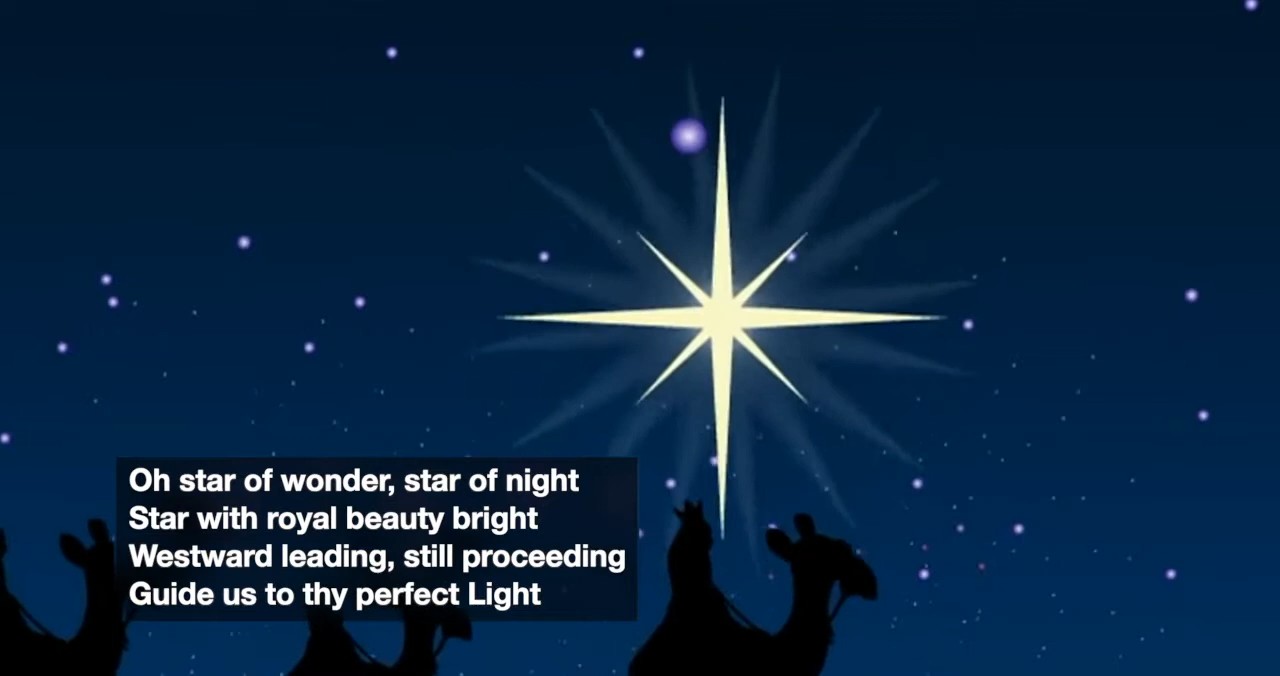 Oh star of wonder, star of night
Star with royal beauty bright
Westward leading, still proceeding
Guide us to thy perfect Light